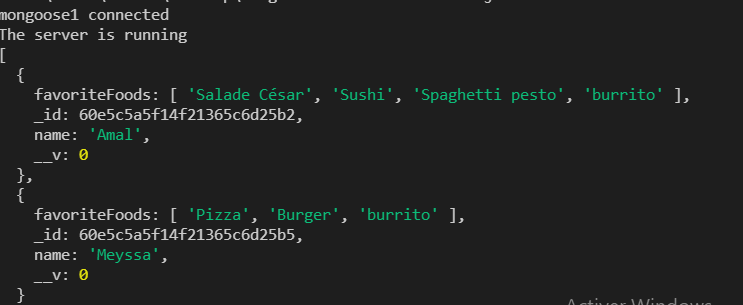 mongoose1 connected
The server is running
[
  {
    favoriteFoods: [ 'Salade César', 'Sushi', 'Spaghetti pesto', 'burrito' ],
    _id: 60e5c5a5f14f21365c6d25b2,
    name: 'Amal',
    __v: 0
  },
  {
    favoriteFoods: [ 'Pizza', 'Burger', 'burrito' ],
    _id: 60e5c5a5f14f21365c6d25b5,
    name: 'Meyssa',
    __v: 0
  }
Activer Windows